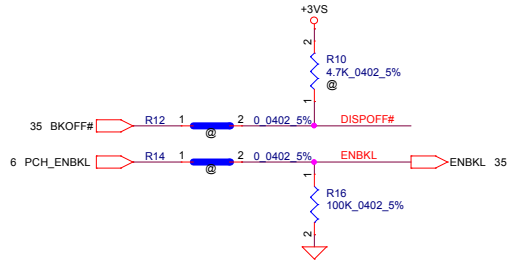 +3VS
2
R10
4.7K_0402_5%
@
1
35 BKOFF# R12 1 2 0_0402_5% DISPOFF#
@
6 PCH_ENBKL R14 1 2 0_0402_5% ENBKL ENBKL 35
@
1
R16
100K_0402_5%
2